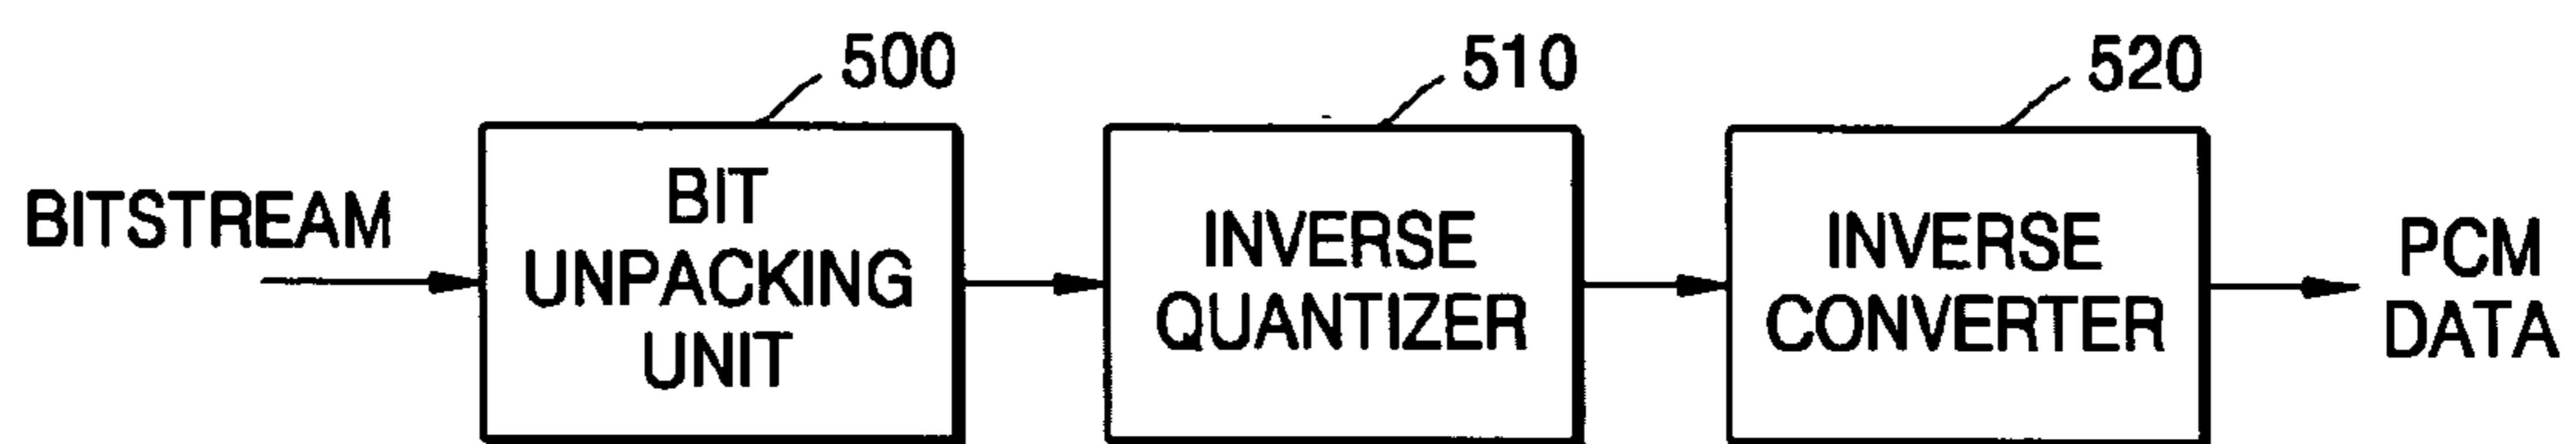 500
510
520
BITSTREAM
BIT
UNPACKING
UNIT
INVERSE
QUANTIZER
INVERSE
CONVERTER
PCM
DATA